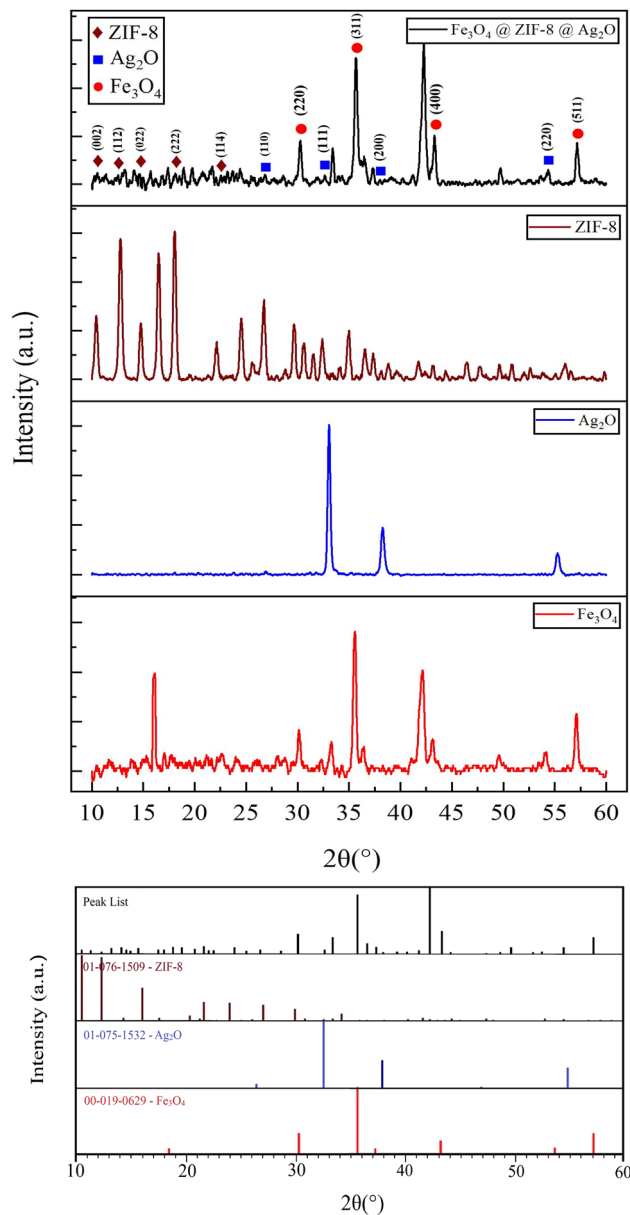 ZIF-8
Ag₂O
Fe₃O₄
Fe₃O₄ @ ZIF-8 @ Ag₂O
(002)
(112)
(022)
(222)
(114)
(110)
(220)
(111)
(311)
(200)
(400)
(220)
(511)
ZIF-8
Ag₂O
Fe₃O₄
Intensity (a.u.)
10 15 20 25 30 35 40 45 50 55 60
2θ(°)
Peak List
01-076-1509 - ZIF-8
01-075-1532 - Ag₂O
00-019-0629 - Fe₃O₄
Intensity (a.u.)
10 20 30 40 50 60
2θ(°)